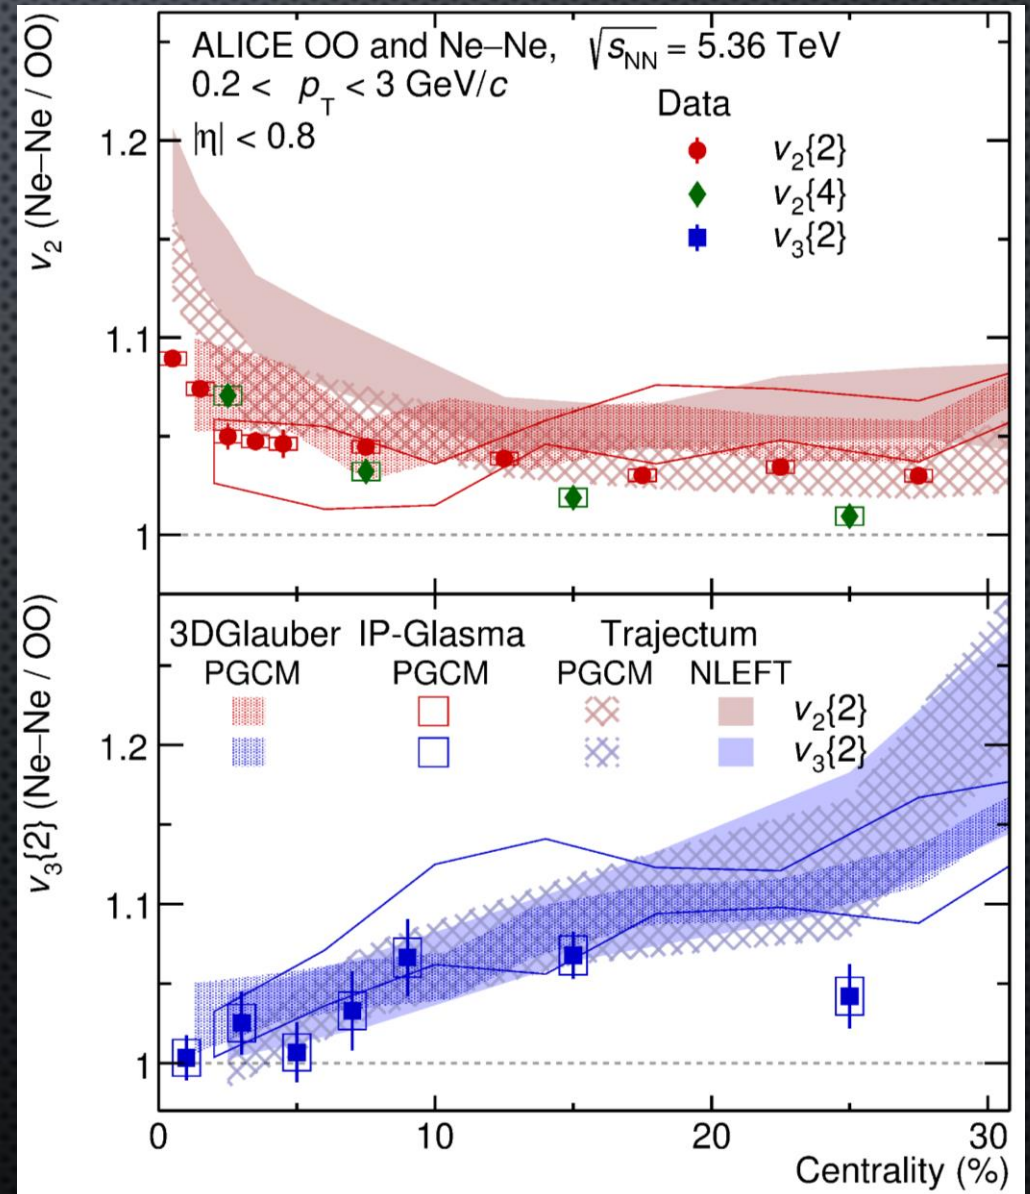 ALICE OO and Ne–Ne, √sNN = 5.36 TeV
0.2 < pT < 3 GeV/c
|η| < 0.8
Data
v2{2}
v2{4}
v3{2}
v2 (Ne–Ne / OO)
1.2
1.1
1
3DGlauber IP-Glasma Trajectum
PGCM PGCM PGCM NLEFT
v2{2}
v3{2}
v3{2} (Ne–Ne / OO)
1.2
1.1
1
0 10 20 30
Centrality (%)